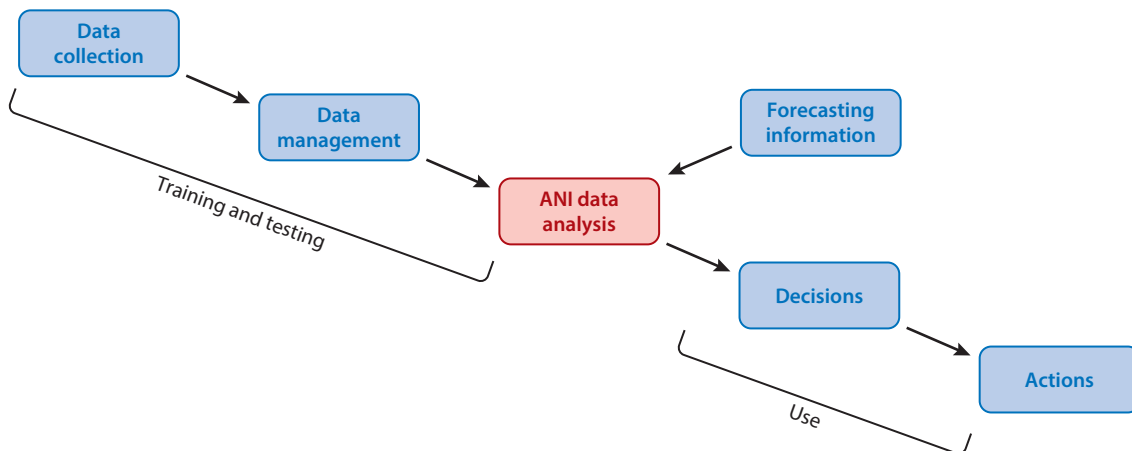 Data
collection
Data
management
Forecasting
information
Training and testing
ANI data
analysis
Decisions
Actions
Use